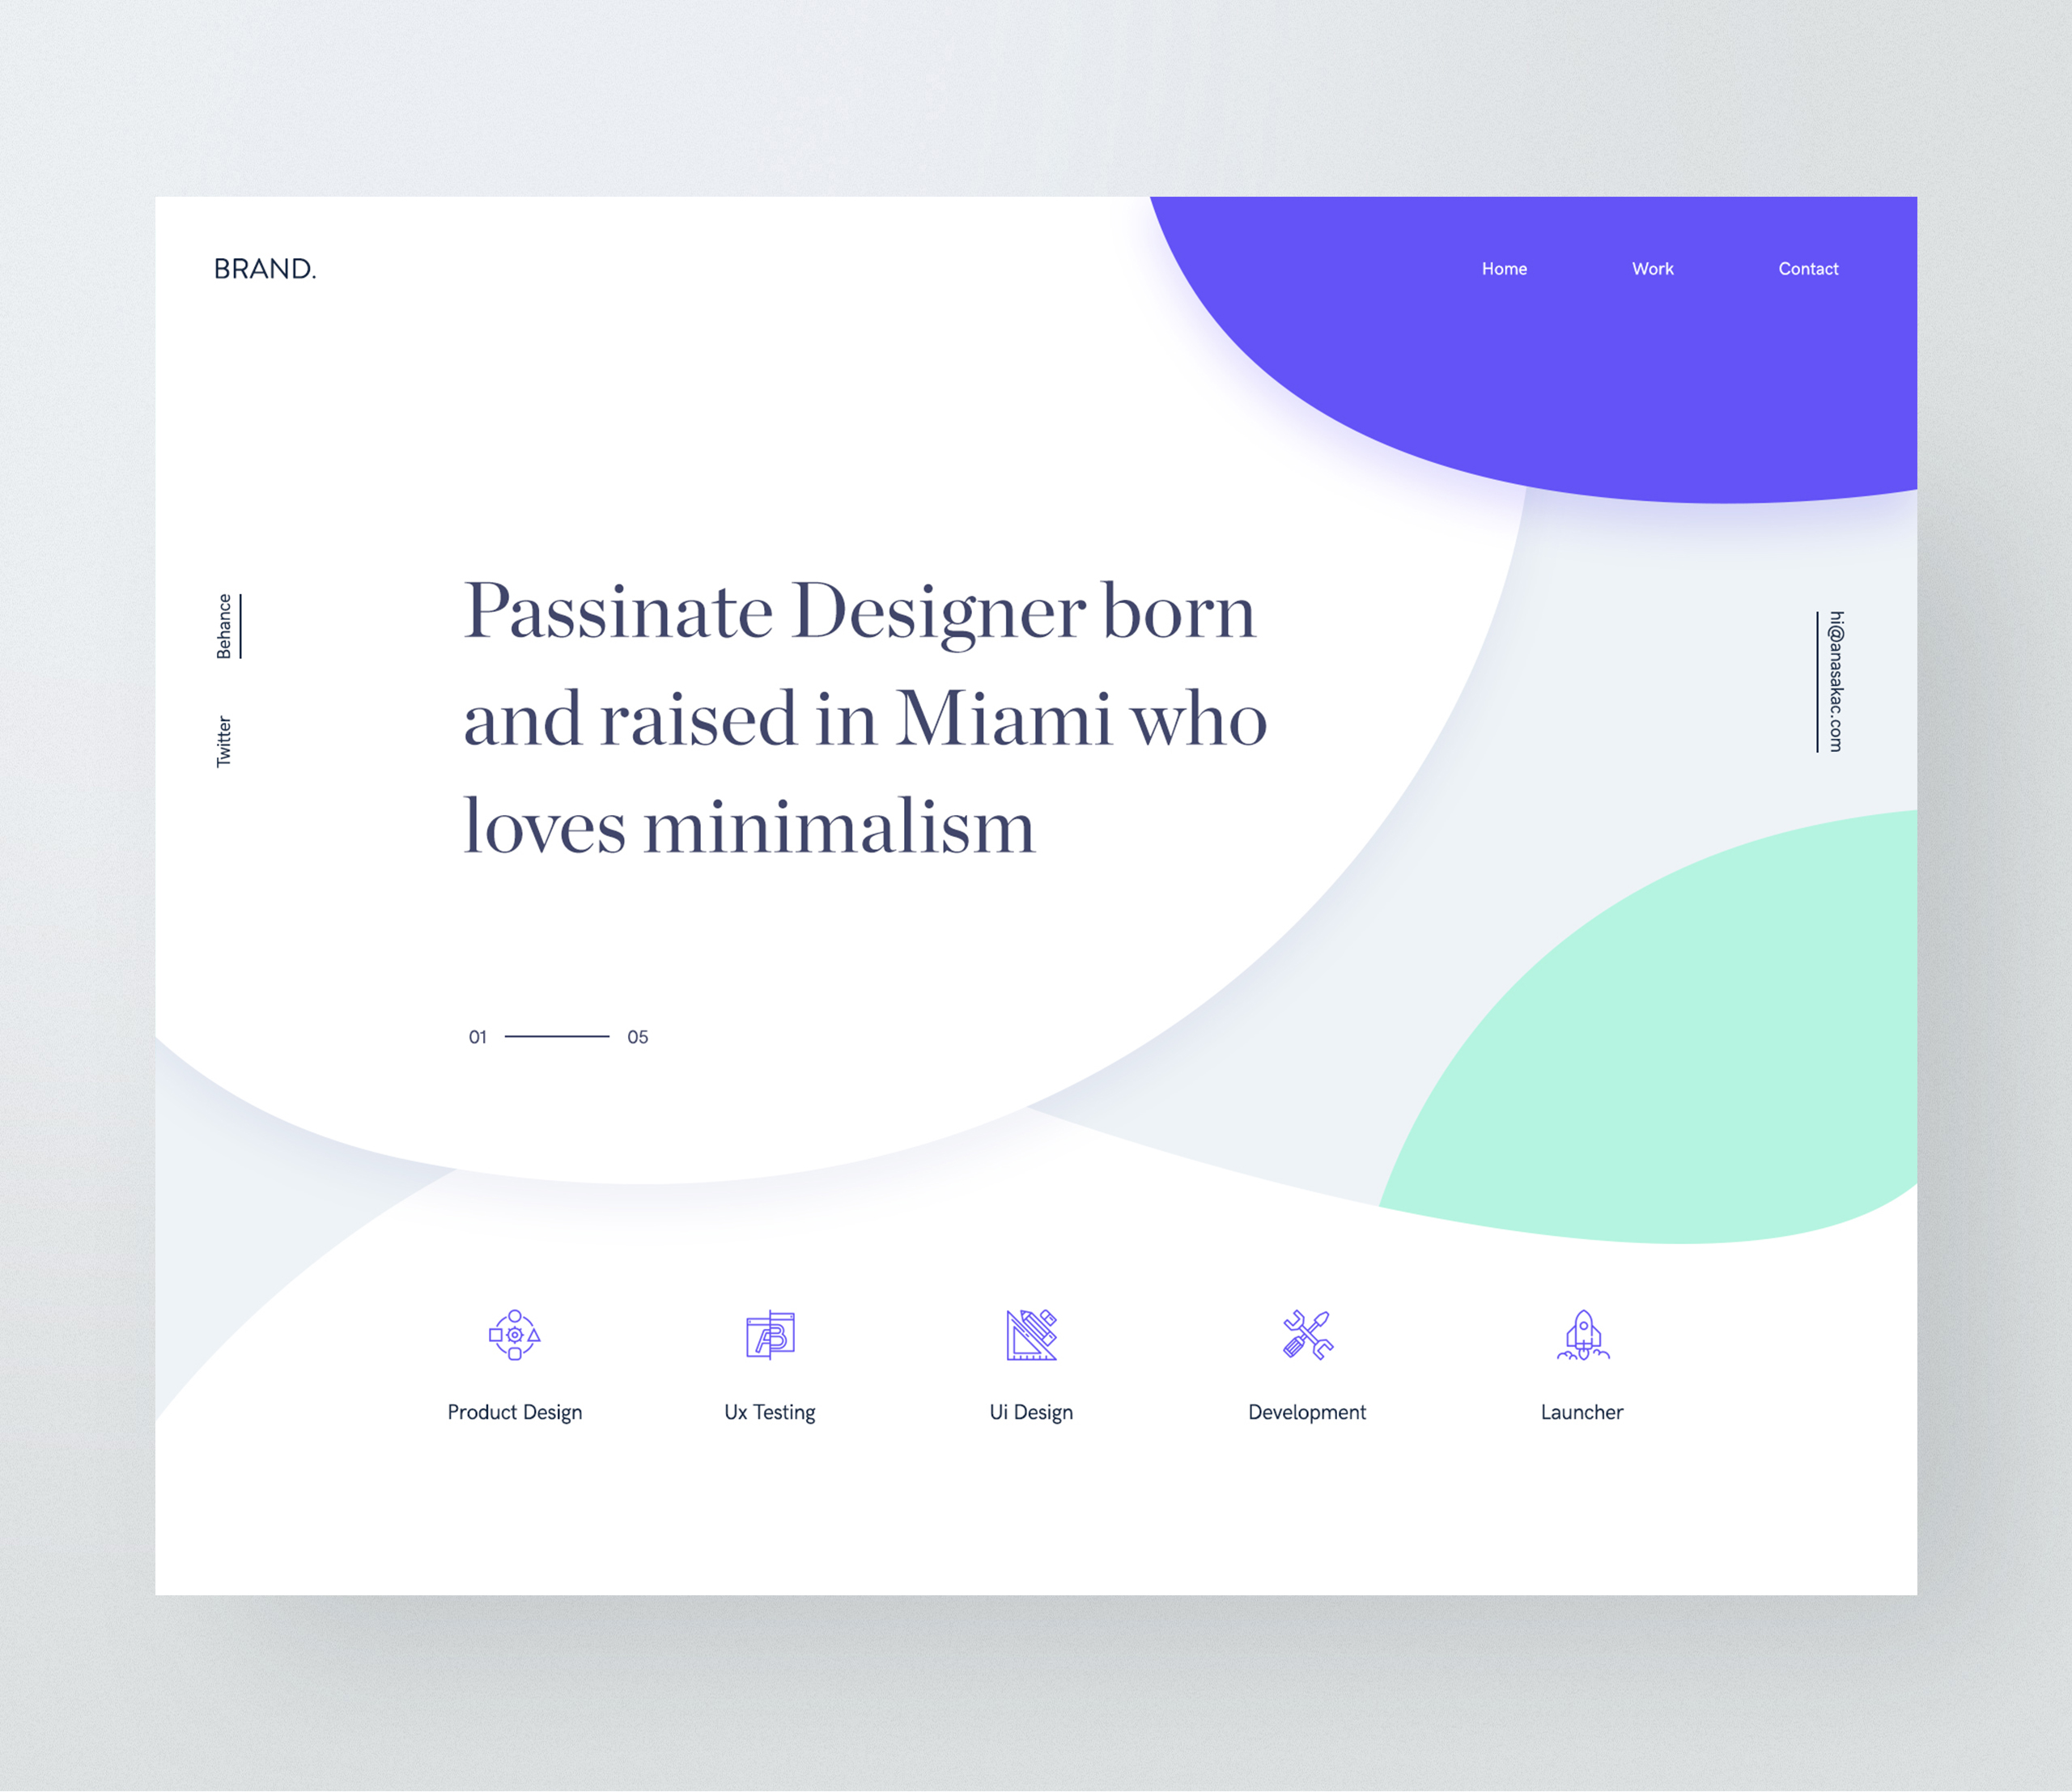 BRAND.
Home
Work
Contact
Behance
Twitter
Passinate Designer born
and raised in Miami who
loves minimalism
hi@anasakac.com
01
05
AB
Product Design
Ux Testing
Ui Design
Development
Launcher